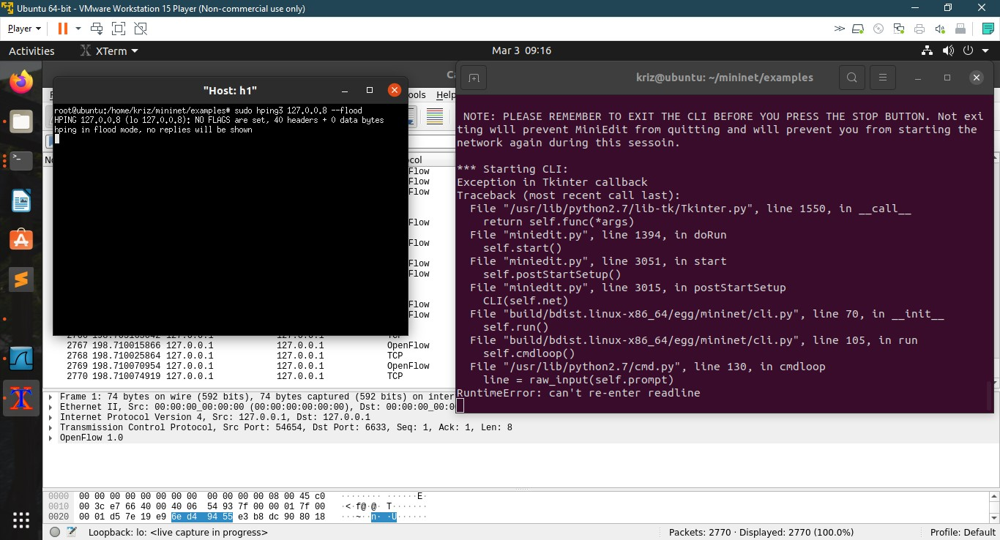 Ubuntu 64-bit - VMware Workstation 15 Player (Non-commercial use only)
Player
Activities
XTerm
Mar 3 09:16
"Host: h1"
root@ubuntu:/home/kriz/mininet/examples# sudo hping3 127.0.0.8 --flood
HPING 127.0.0.8 (lo 127.0.0.8): NO FLAGS are set, 40 headers + 0 data bytes
hping in flood mode, no replies will be shown
ools Help
col
Flow
Flow
Flow
Flow
Flow
Flow
Flow
Flow
Flow
2766 198.703163042 127.0.0.1 127.0.0.1 TCP
2767 198.710015866 127.0.0.1 127.0.0.1 OpenFlow
2768 198.710025864 127.0.0.1 127.0.0.1 TCP
2769 198.710070954 127.0.0.1 127.0.0.1 OpenFlow
2770 198.710074919 127.0.0.1 127.0.0.1 TCP
kriz@ubuntu: ~/mininet/examples
NOTE: PLEASE REMEMBER TO EXIT THE CLI BEFORE YOU PRESS THE STOP BUTTON. Not exi
ting will prevent MiniEdit from quitting and will prevent you from starting the
network again during this sessoin.
*** Starting CLI:
Exception in Tkinter callback
Traceback (most recent call last):
File "/usr/lib/python2.7/lib-tk/Tkinter.py", line 1550, in __call__
return self.func(*args)
File "miniedit.py", line 1394, in doRun
self.start()
File "miniedit.py", line 3051, in start
self.postStartSetup()
File "miniedit.py", line 3015, in postStartSetup
CLI(self.net)
File "build/bdist.linux-x86_64/egg/mininet/cli.py", line 70, in __init__
self.run()
File "build/bdist.linux-x86_64/egg/mininet/cli.py", line 105, in run
self.cmdloop()
File "/usr/lib/python2.7/cmd.py", line 130, in cmdloop
line = raw_input(self.prompt)
RuntimeError: can't re-enter readline
Frame 1: 74 bytes on wire (592 bits), 74 bytes captured (592 bits) on inter
Ethernet II, Src: 00:00:00_00:00:00 (00:00:00:00:00:00), Dst: 00:00:00_00:0
Internet Protocol Version 4, Src: 127.0.0.1, Dst: 127.0.0.1
Transmission Control Protocol, Src Port: 54654, Dst Port: 6633, Seq: 1, Ack: 1, Len: 8
OpenFlow 1.0
0000 00 00 00 00 00 00 00 00 00 00 00 00 08 00 45 c0 ········ ······E·
0010 00 3c e7 66 40 00 40 06 54 93 7f 00 00 01 7f 00 ·<·f@·@· T·······
0020 00 01 d5 7e 19 e9 6e d4 94 55 e3 b8 dc 90 80 18 ···~··n· ·U······
Loopback: lo: <live capture in progress>
Packets: 2770 · Displayed: 2770 (100.0%)
Profile: Default